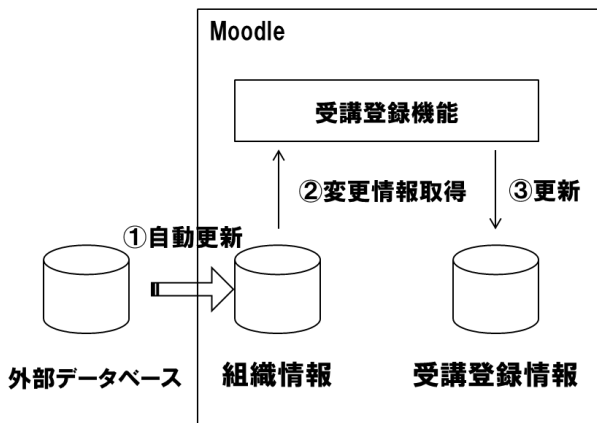 Moodle
受講登録機能
②変更情報取得
③更新
①自動更新
外部データベース
組織情報
受講登録情報